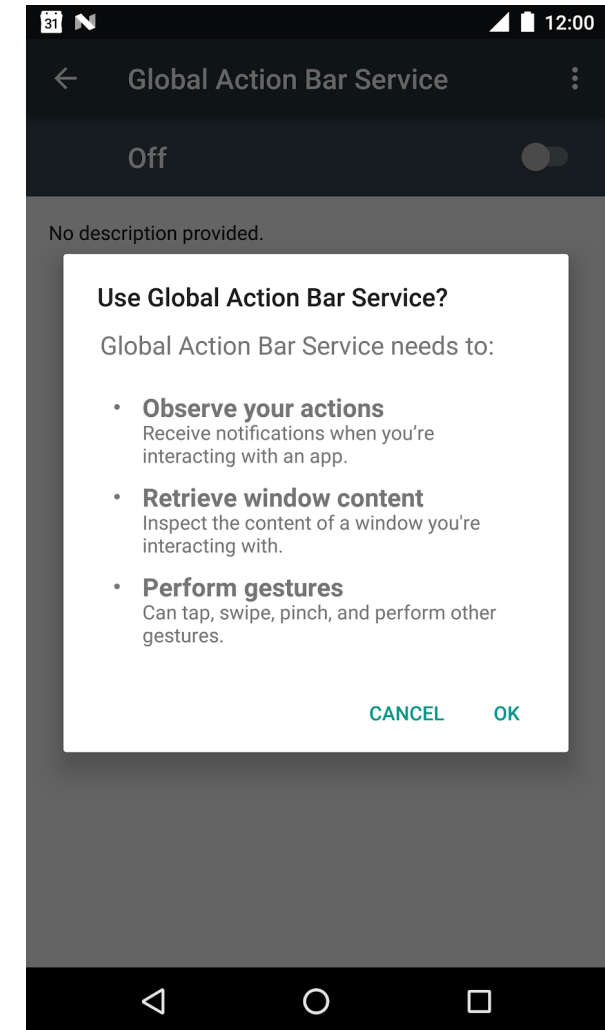 31 12:00
Global Action Bar Service
Off
No description provided.
Use Global Action Bar Service?
Global Action Bar Service needs to:
• Observe your actions
Receive notifications when you’re
interacting with an app.
• Retrieve window content
Inspect the content of a window you're
interacting with.
• Perform gestures
Can tap, swipe, pinch, and perform other
gestures.
CANCEL OK